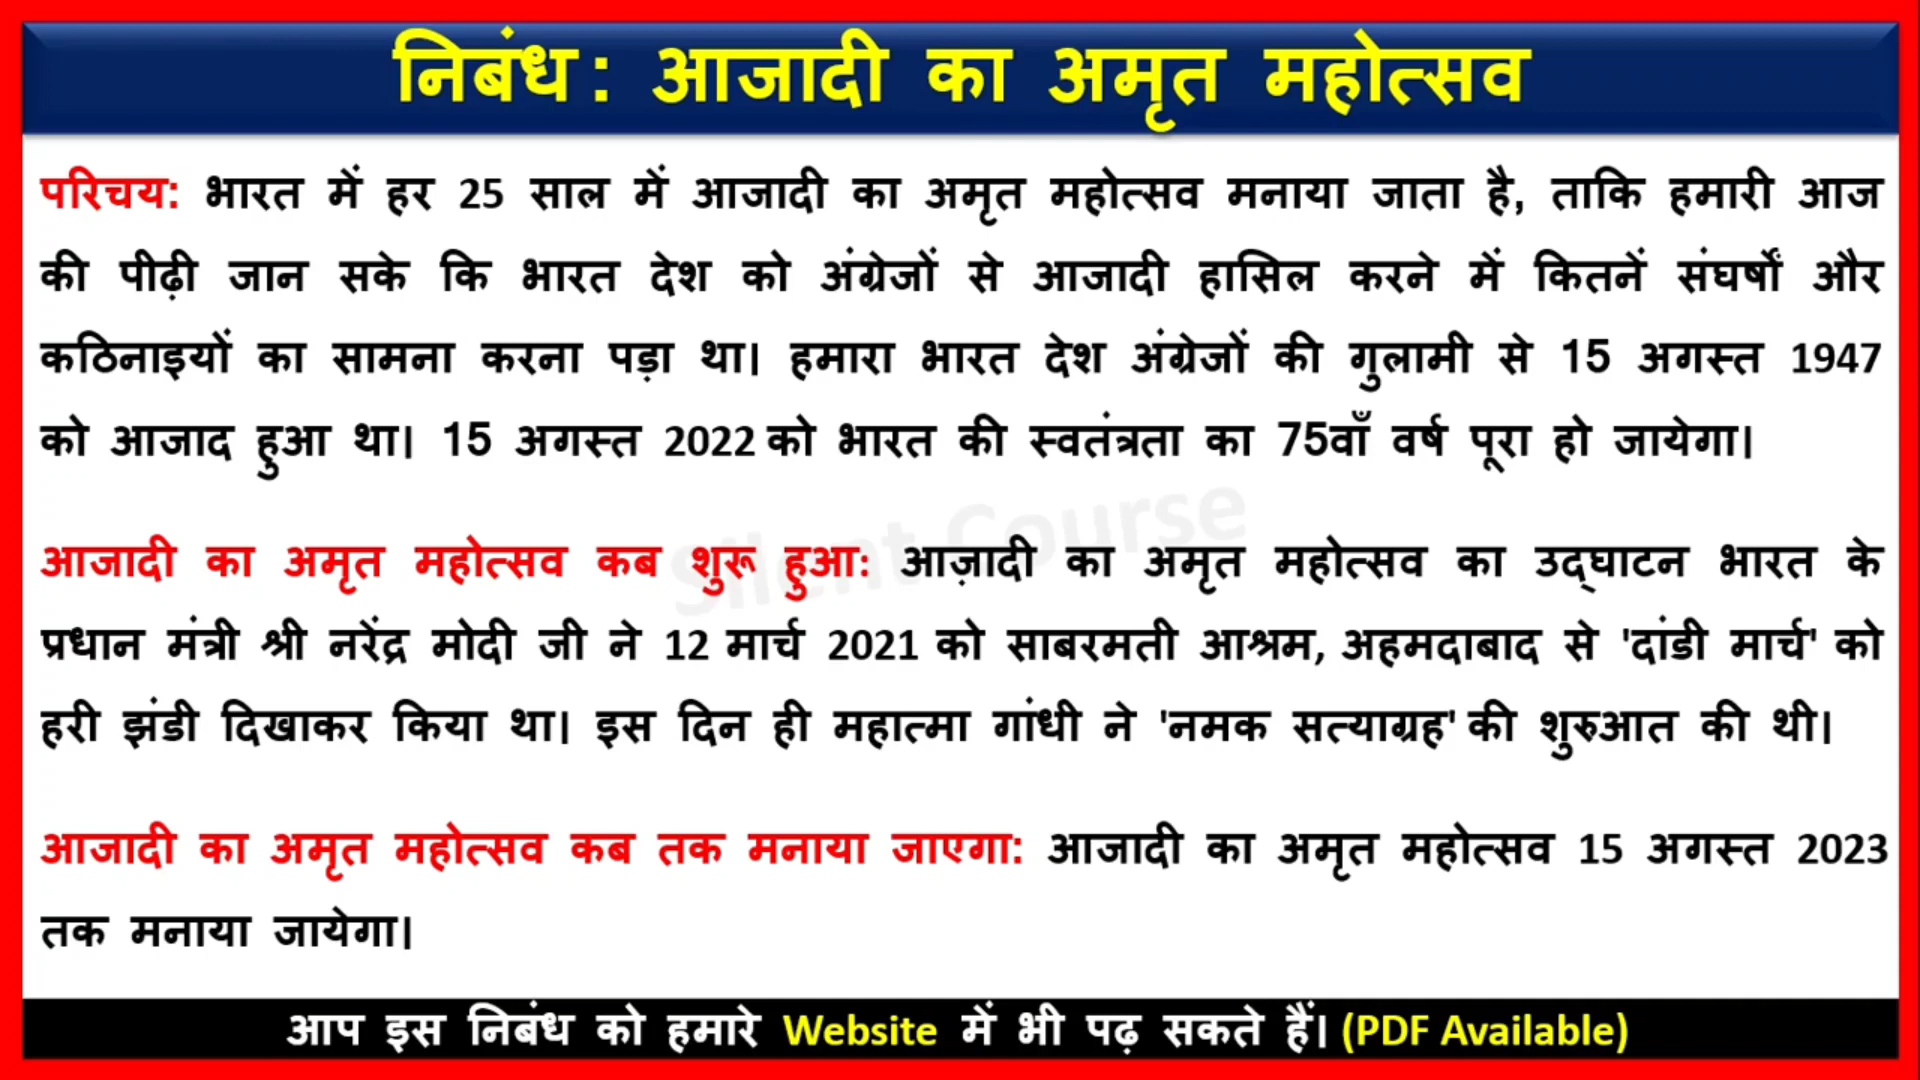 निबंध: आजादी का अमृत महोत्सव
परिचय: भारत में हर 25 साल में आजादी का अमृत महोत्सव मनाया जाता है, ताकि हमारी आज
की पीढ़ी जान सके कि भारत देश को अंग्रेजों से आजादी हासिल करने में कितनें संघर्षों और
कठिनाइयों का सामना करना पड़ा था। हमारा भारत देश अंग्रेजों की गुलामी से 15 अगस्त 1947
को आजाद हुआ था। 15 अगस्त 2022 को भारत की स्वतंत्रता का 75वाँ वर्ष पूरा हो जायेगा।
Silent Course
आजादी का अमृत महोत्सव कब शुरू हुआ: आज़ादी का अमृत महोत्सव का उद्‌घाटन भारत के
प्रधान मंत्री श्री नरेंद्र मोदी जी ने 12 मार्च 2021 को साबरमती आश्रम, अहमदाबाद से 'दांडी मार्च' को
हरी झंडी दिखाकर किया था। इस दिन ही महात्मा गांधी ने 'नमक सत्याग्रह' की शुरुआत की थी।
आजादी का अमृत महोत्सव कब तक मनाया जाएगा: आजादी का अमृत महोत्सव 15 अगस्त 2023
तक मनाया जायेगा।
आप इस निबंध को हमारे Website में भी पढ़ सकते हैं। (PDF Available)